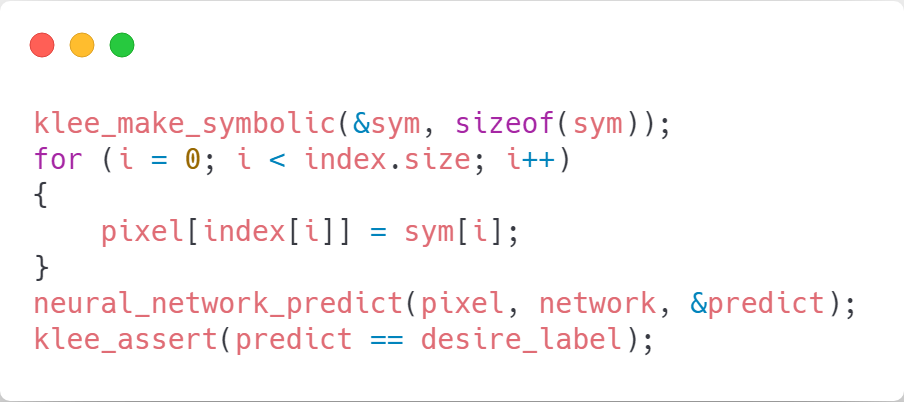 klee_make_symbolic(&sym, sizeof(sym));
for (i = 0; i < index.size; i++)
{
    pixel[index[i]] = sym[i];
}
neural_network_predict(pixel, network, &predict);
klee_assert(predict == desire_label);